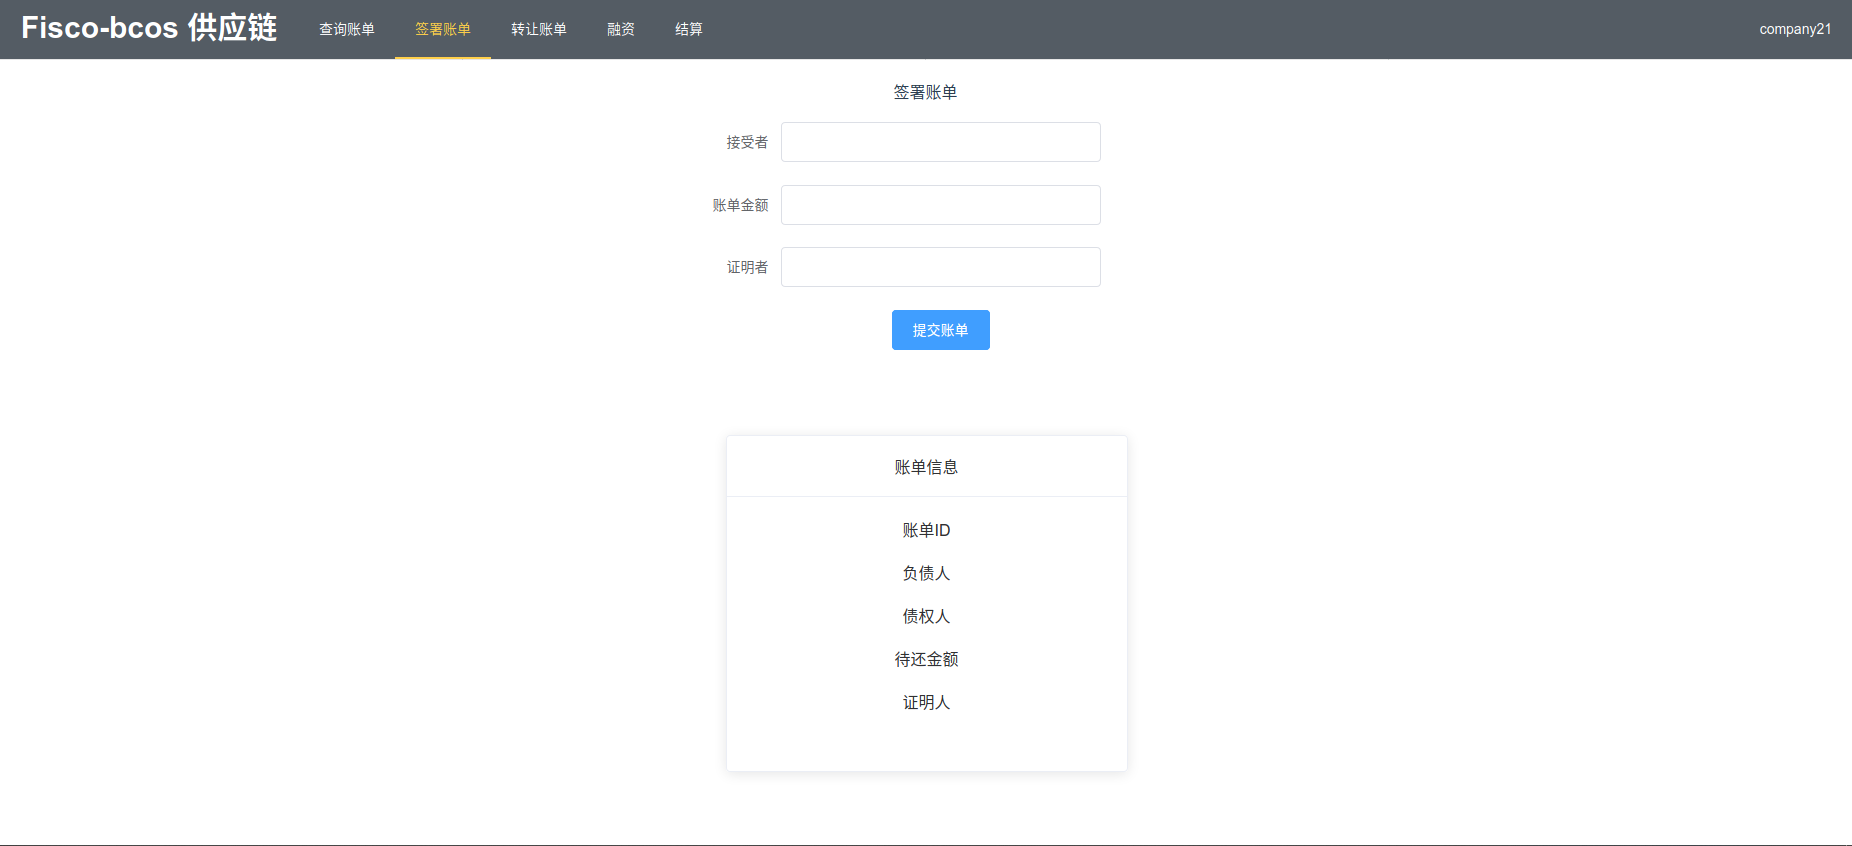 Fisco-bcos 供应链 查询账单 签署账单 转让账单 融资 结算 company21
签署账单
接受者
账单金额
证明者
提交账单
账单信息
账单ID
负债人
债权人
待还金额
证明人